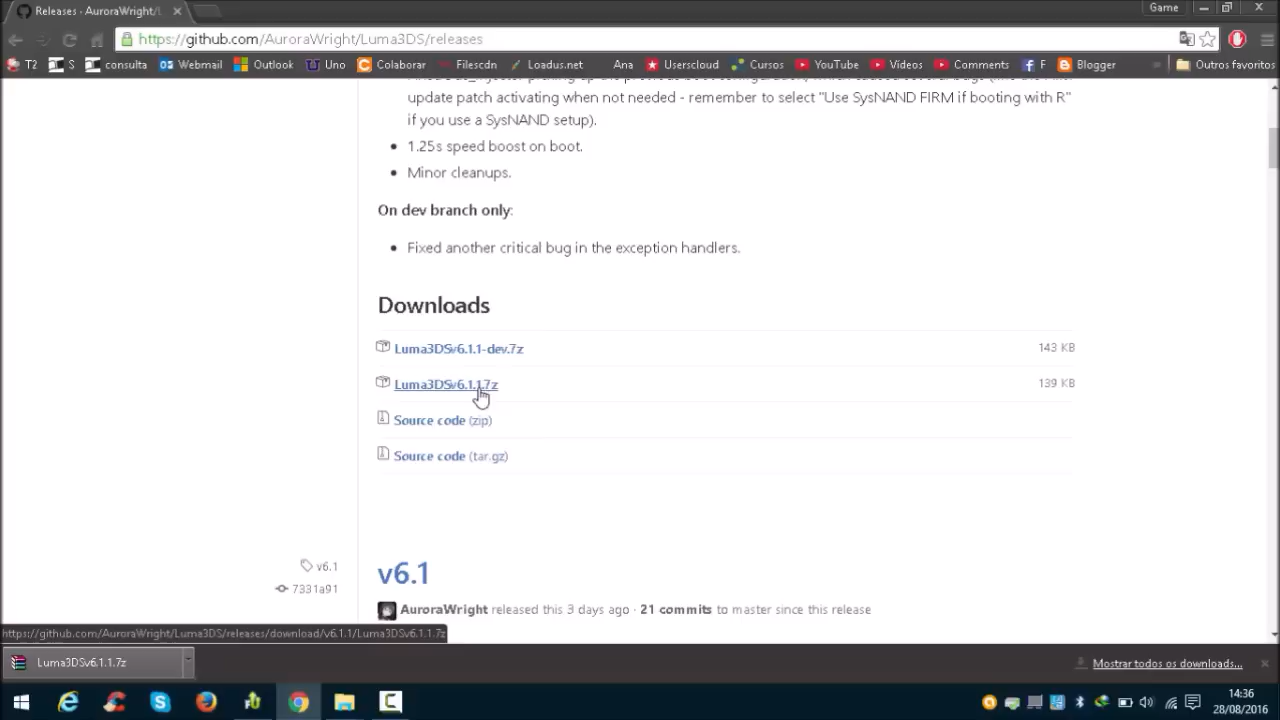 Releases · AuroraWright/L
Game
https://github.com/AuroraWright/Luma3DS/releases
T2 S consulta Webmail Outlook Uno Colaborar Filescdn Loadus.net Ana Userscloud Cursos YouTube Videos Comments F Blogger » Outros favoritos
update patch activating when not needed - remember to select "Use SysNAND FIRM if booting with R"
if you use a SysNAND setup).
1.25s speed boost on boot.
Minor cleanups.
On dev branch only:
Fixed another critical bug in the exception handlers.
Downloads
Luma3DSv6.1.1-dev.7z 143 KB
Luma3DSv6.1.1.7z 139 KB
Source code (zip)
Source code (tar.gz)
v6.1
7331a91
v6.1
AuroraWright released this 3 days ago · 21 commits to master since this release
https://github.com/AuroraWright/Luma3DS/releases/download/v6.1.1/Luma3DSv6.1.1.7z
Luma3DSv6.1.1.7z
Mostrar todos os downloads...
14:36
28/08/2016